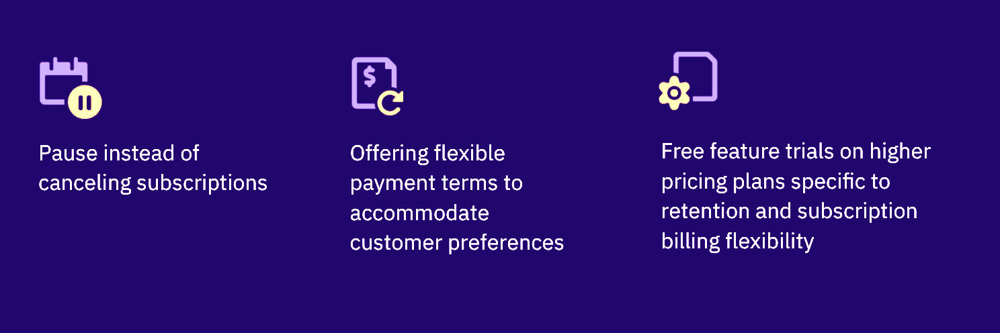 Pause instead of
canceling subscriptions
Offering flexible
payment terms to
accommodate
customer preferences
Free feature trials on higher
pricing plans specific to
retention and subscription
billing flexibility